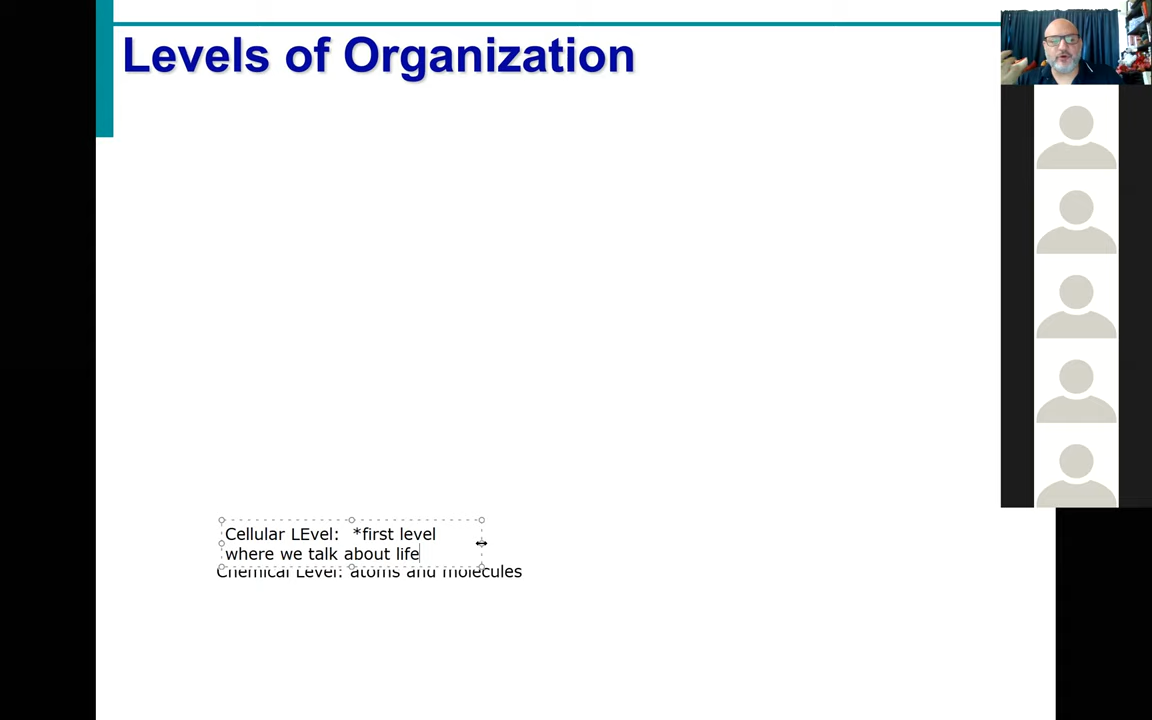 Levels of Organization
Cellular LEvel:  *first level
where we talk about life
Chemical Level: atoms and molecules